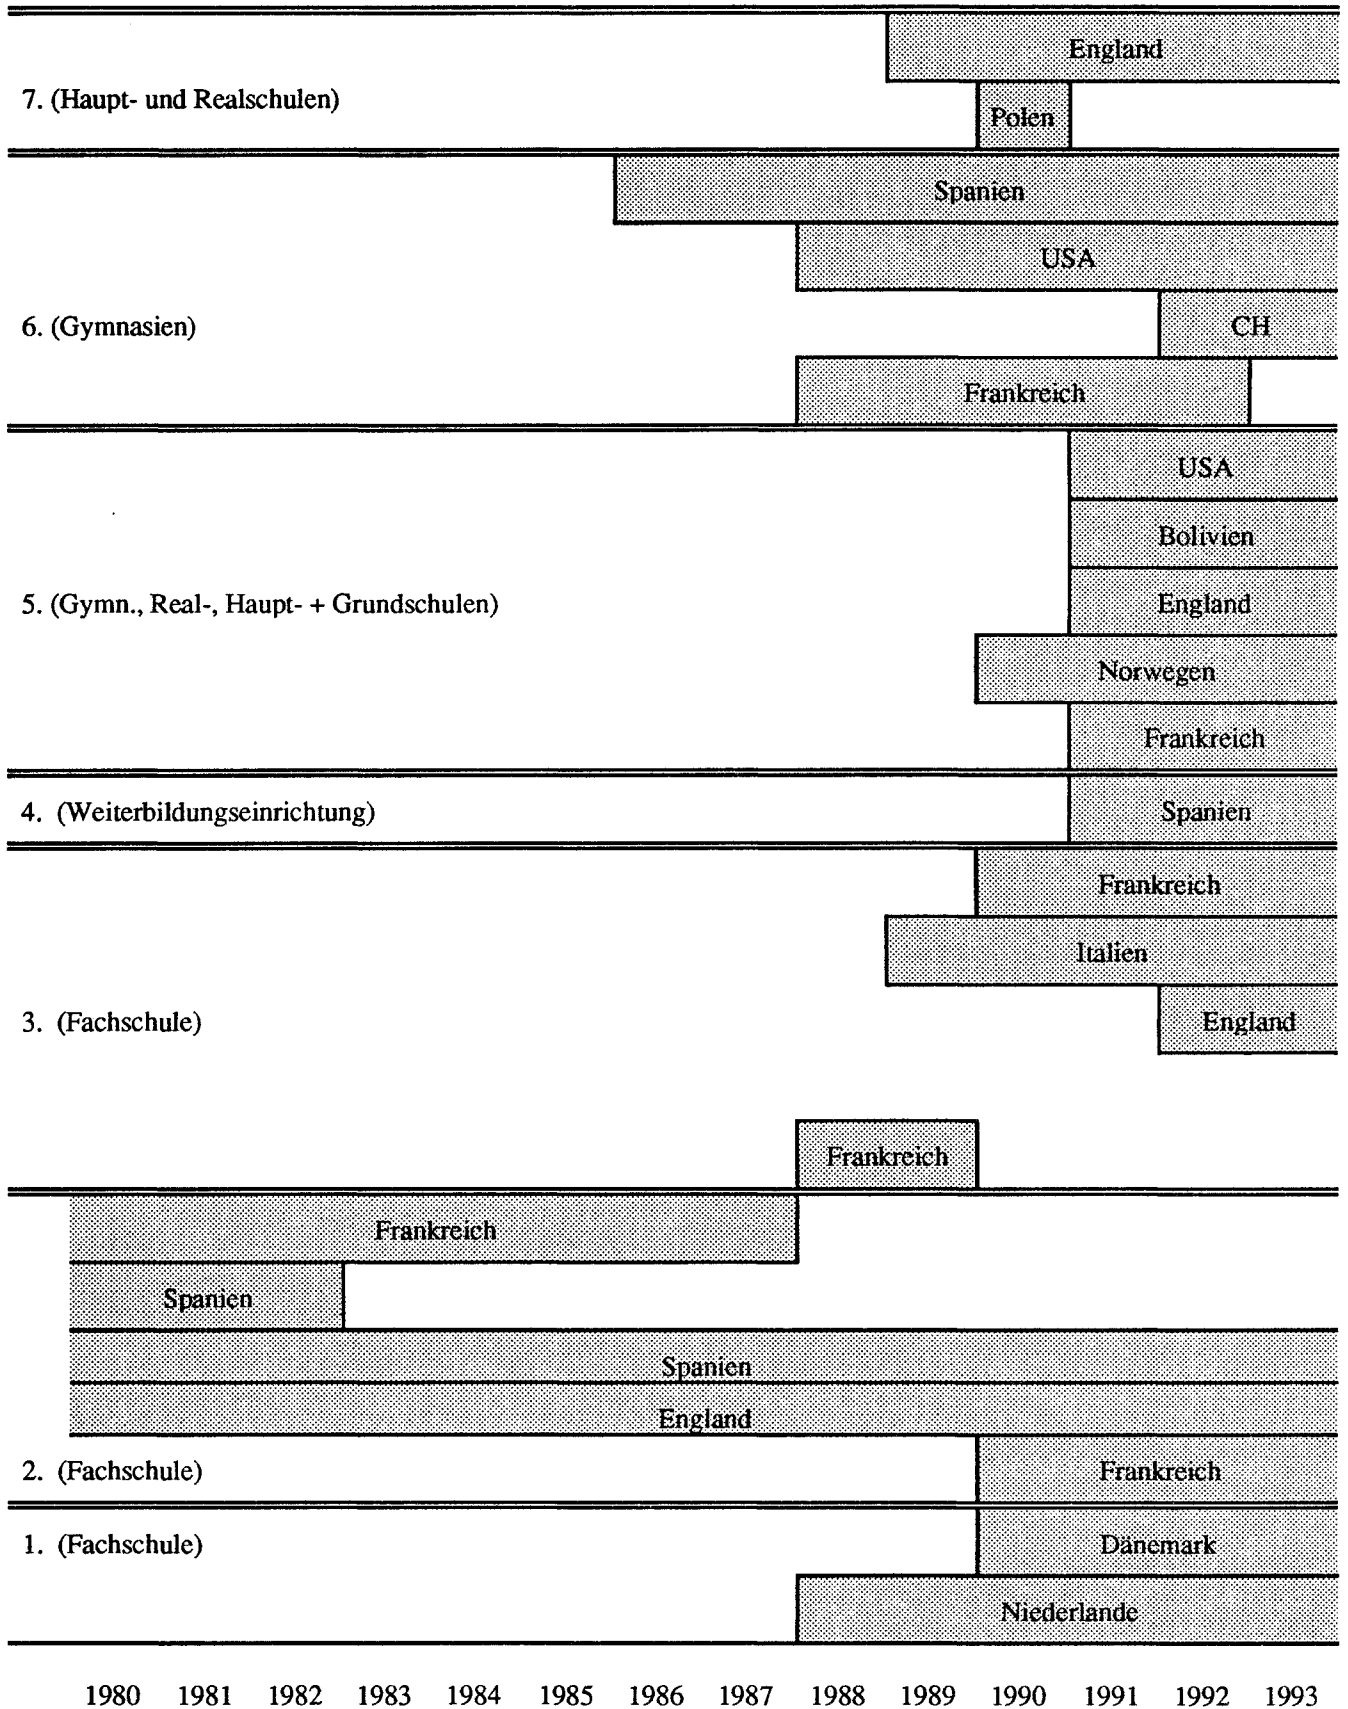 England
7. (Haupt- und Realschulen)
Polen
Spanien
USA
6. (Gymnasien)
CH
Frankreich
USA
Bolivien
5. (Gymn., Real-, Haupt- + Grundschulen)
England
Norwegen
Frankreich
4. (Weiterbildungseinrichtung)
Spanien
Frankreich
Italien
3. (Fachschule)
England
Frankreich
Frankreich
Spanien
Spanien
England
2. (Fachschule)
Frankreich
1. (Fachschule)
Dänemark
Niederlande
1980 1981 1982 1983 1984 1985 1986 1987 1988 1989 1990 1991 1992 1993